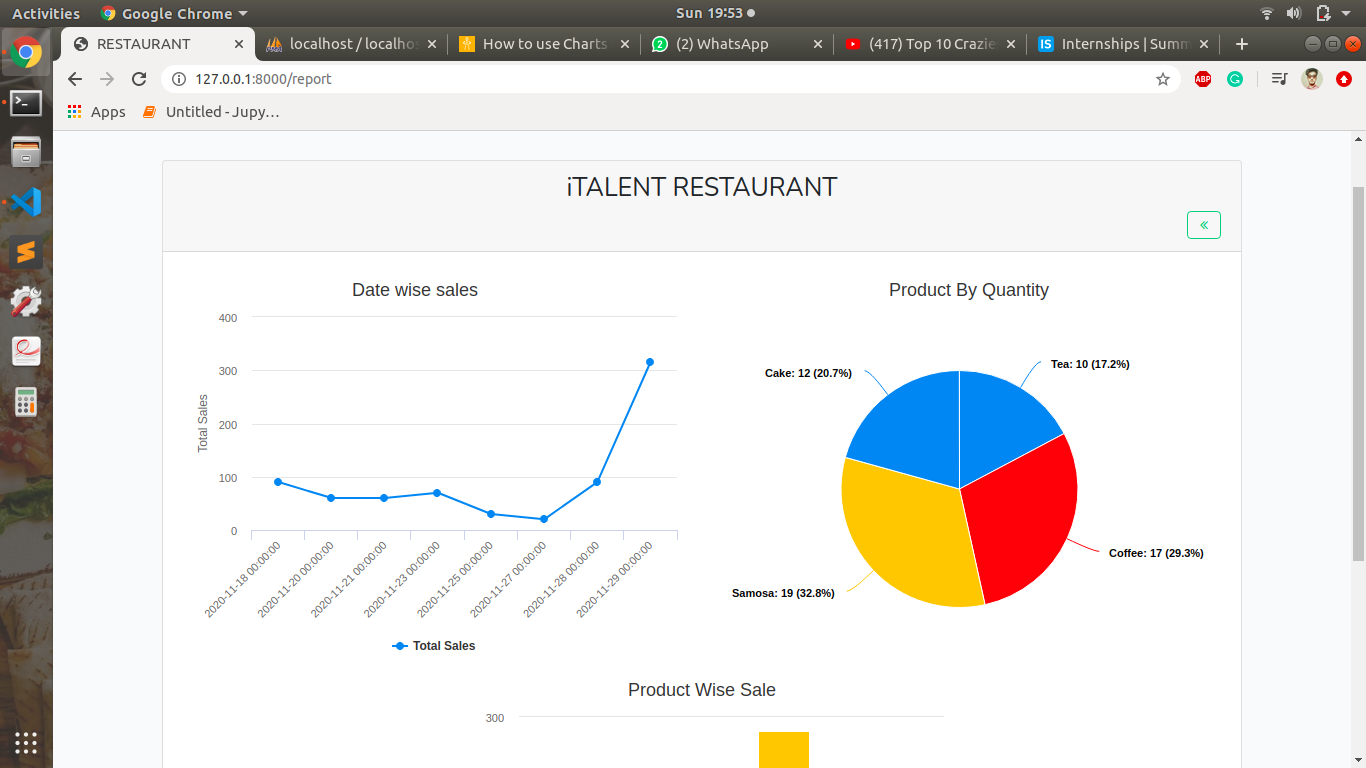 Activities Google Chrome Sun 19:53
RESTAURANT localhost / localho How to use Charts (2) WhatsApp (417) Top 10 Crazie IS Internships | Summ
127.0.0.1:8000/report ABP
Apps Untitled - Jupy…
iTALENT RESTAURANT
«
Date wise sales
Total Sales
400
300
200
100
0
2020-11-18 00:00:00
2020-11-20 00:00:00
2020-11-21 00:00:00
2020-11-23 00:00:00
2020-11-25 00:00:00
2020-11-27 00:00:00
2020-11-28 00:00:00
2020-11-29 00:00:00
Total Sales
Product By Quantity
Tea: 10 (17.2%)
Cake: 12 (20.7%)
Coffee: 17 (29.3%)
Samosa: 19 (32.8%)
Product Wise Sale
300